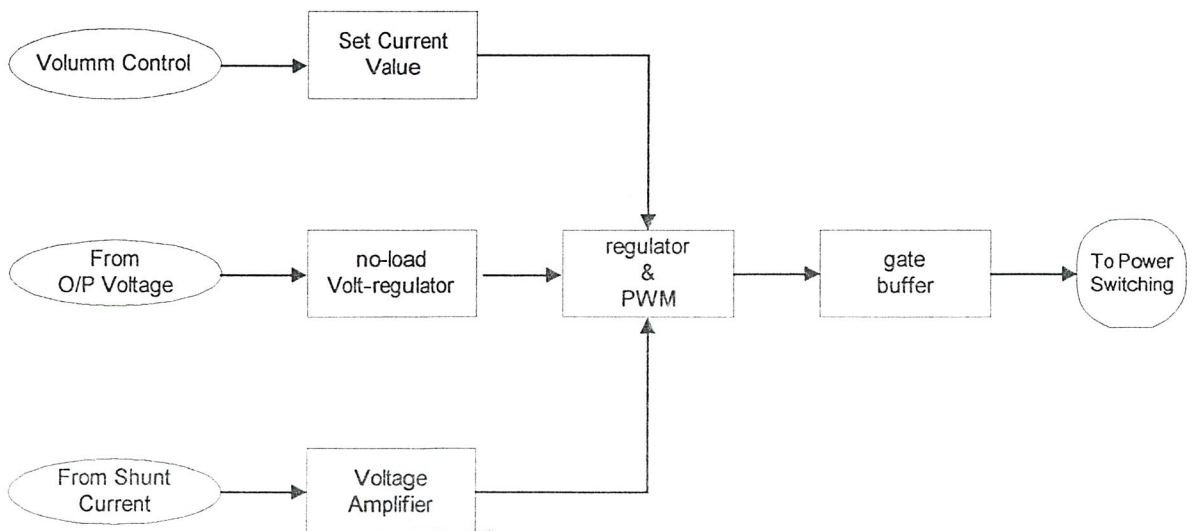 Volumm Control
Set Current
Value
From
O/P Voltage
no-load
Volt-regulator
regulator
&
PWM
gate
buffer
To Power
Switching
From Shunt
Current
Voltage
Amplifier